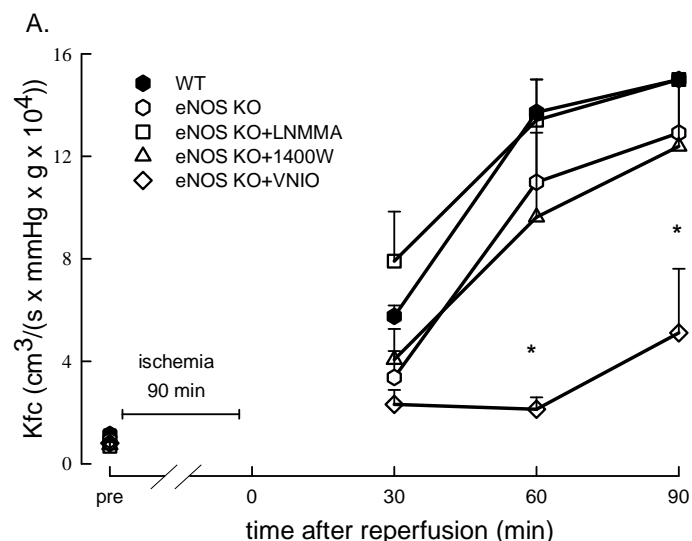 A.
16
12
8
4
0
Kfc (cm³/(s x mmHg x g x 10⁴))
WT
eNOS KO
eNOS KO+LNMMA
eNOS KO+1400W
eNOS KO+VNIO
*
*
ischemia
90 min
pre
0
30
60
90
time after reperfusion (min)